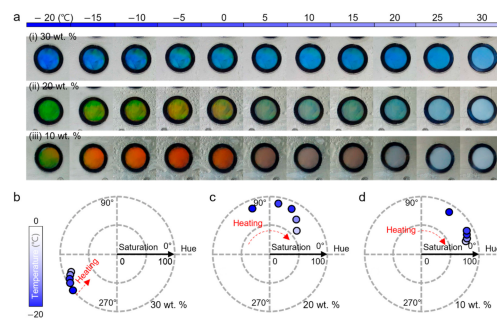 a
− 20 (℃) −15 −10 −5 0 5 10 15 20 25 30
(i) 30 wt. %
(ii) 20 wt. %
(iii) 10 wt. %
b
90°
Heating
Saturation
0°
Hue
0 100
270°
30 wt. %
0
Temperature (℃)
−20
c
90°
Heating
Saturation
0°
Hue
0 100
270°
20 wt. %
d
90°
Heating
Saturation
0°
Hue
0 100
270°
10 wt. %